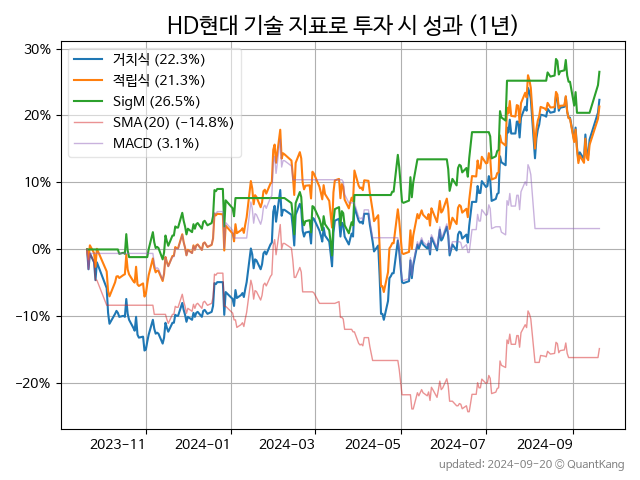 HD현대 기술 지표로 투자 시 성과 (1년)
30%
20%
10%
0%
−10%
−20%
거치식 (22.3%)
적립식 (21.3%)
SigM (26.5%)
SMA(20) (−14.8%)
MACD (3.1%)
2023−11 2024−01 2024−03 2024−05 2024−07 2024−09
updated: 2024−09−20 © QuantKang